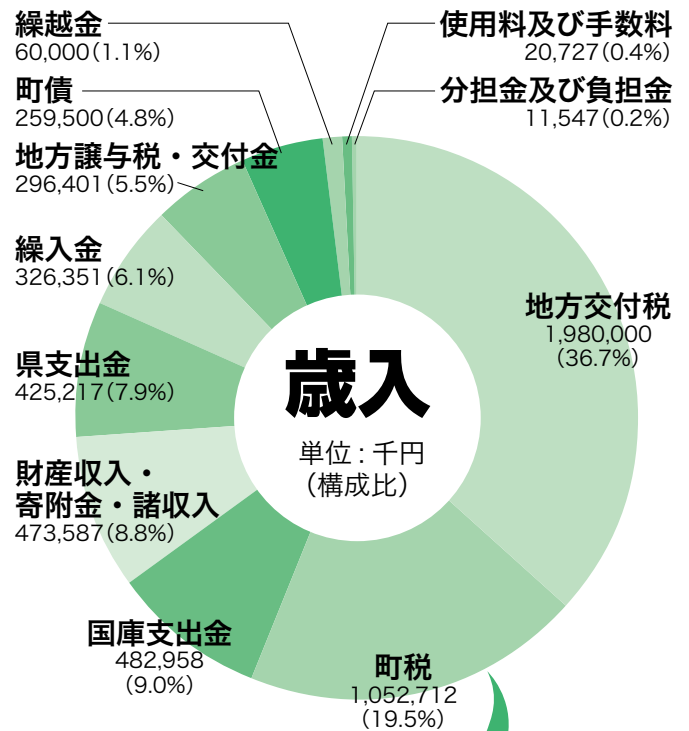 繰越金
60,000(1.1%)
町債
259,500(4.8%)
地方譲与税・交付金
296,401(5.5%)
繰入金
326,351(6.1%)
県支出金
425,217(7.9%)
財産収入・
寄附金・諸収入
473,587(8.8%)
国庫支出金
482,958
(9.0%)
町税
1,052,712
(19.5%)
使用料及び手数料
20,727(0.4%)
分担金及び負担金
11,547(0.2%)
地方交付税
1,980,000
(36.7%)
歳入
単位:千円
(構成比)